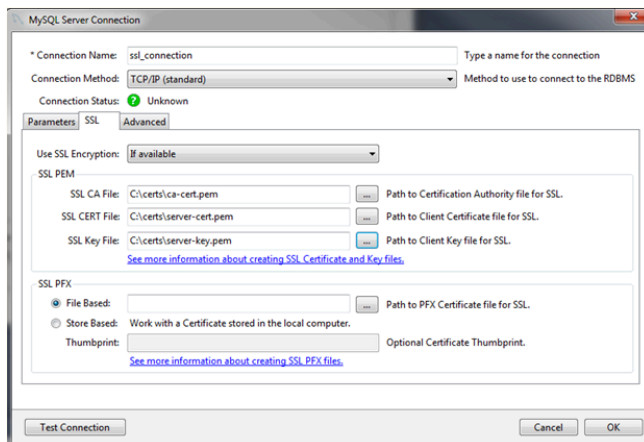 MySQL Server Connection
* Connection Name: ssl_connection Type a name for the connection
Connection Method: TCP/IP (standard) Method to use to connect to the RDBMS
Connection Status: ? Unknown
Parameters SSL Advanced
Use SSL Encryption: If available
SSL PEM
SSL CA File: C:\certs\ca-cert.pem ... Path to Certification Authority file for SSL.
SSL CERT File: C:\certs\server-cert.pem ... Path to Client Certificate file for SSL.
SSL Key File: C:\certs\server-key.pem ... Path to Client Key file for SSL.
See more information about creating SSL Certificate and Key files.
SSL PFX
File Based: ... Path to PFX Certificate file for SSL.
Store Based: Work with a Certificate stored in the local computer.
Thumbprint: Optional Certificate Thumbprint.
See more information about creating SSL PFX files.
Test Connection Cancel OK